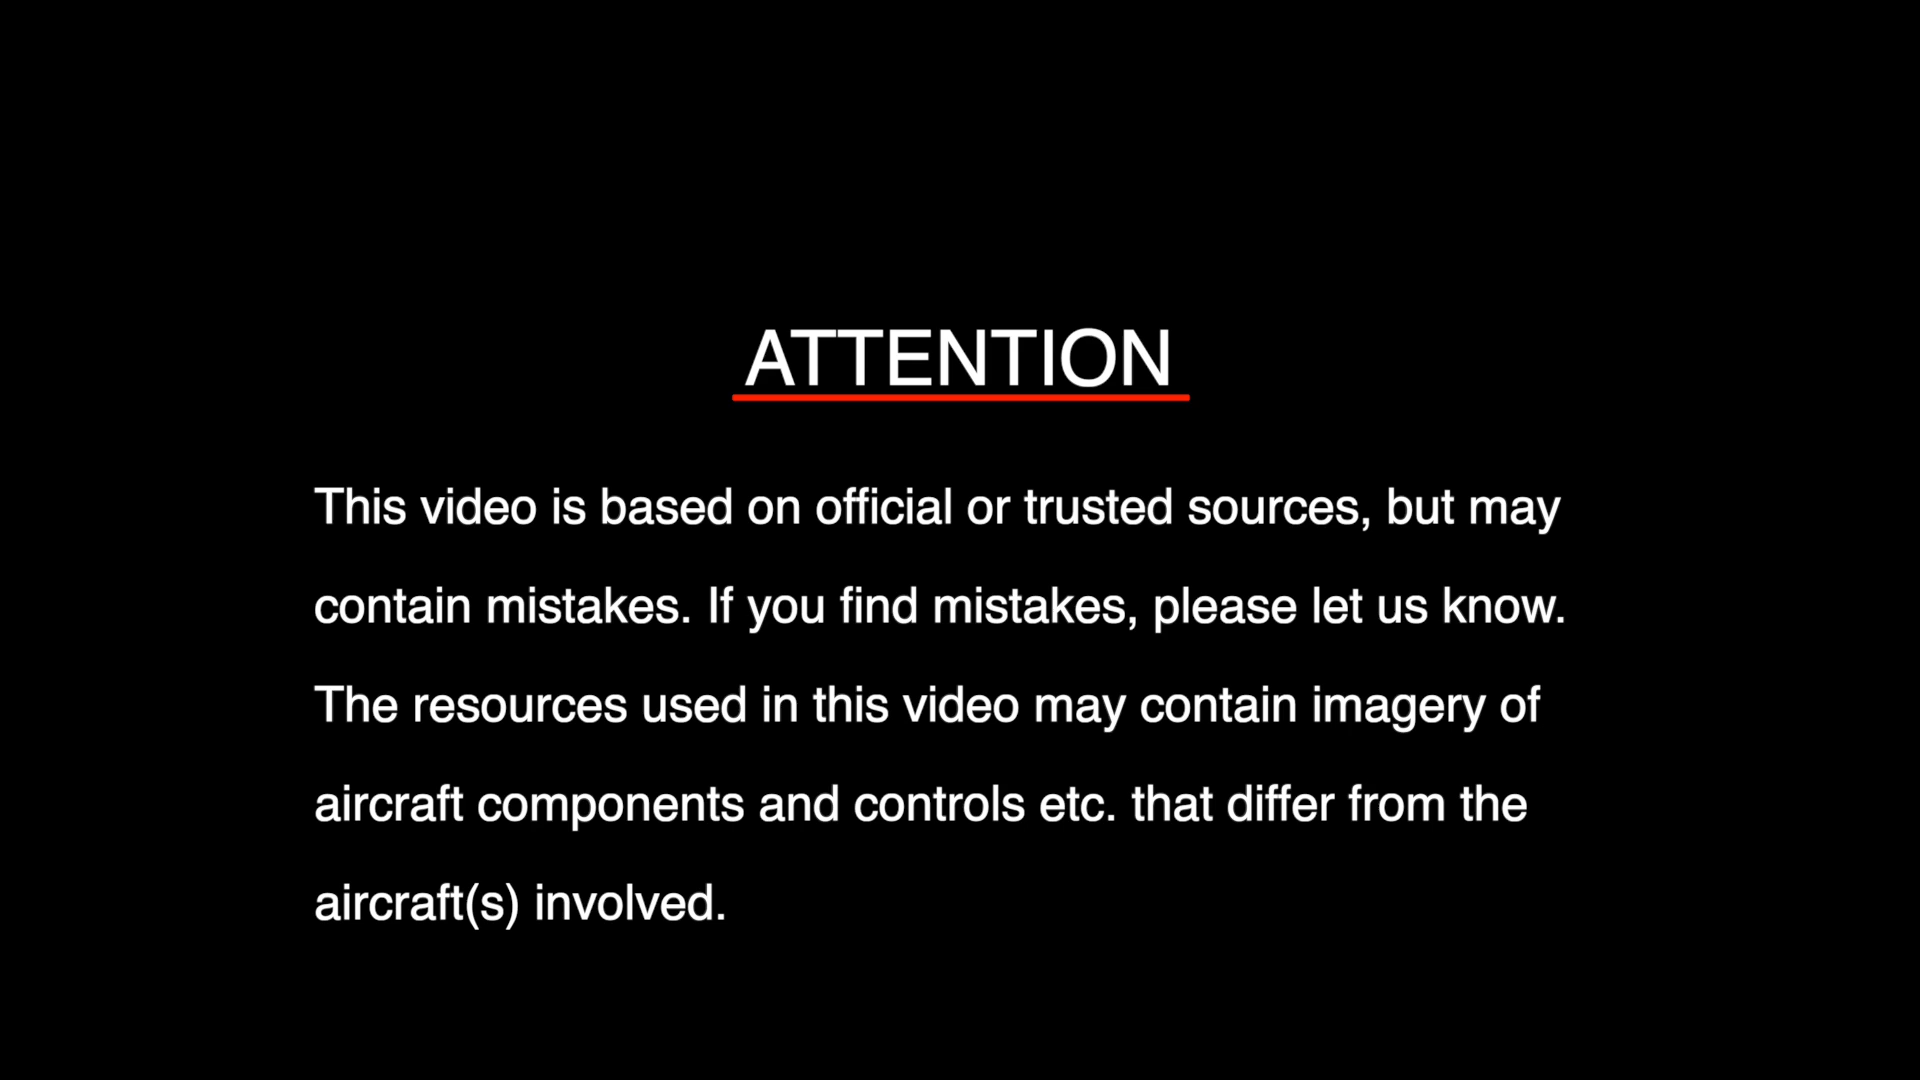 ATTENTION
This video is based on official or trusted sources, but may
contain mistakes. If you find mistakes, please let us know.
The resources used in this video may contain imagery of
aircraft components and controls etc. that differ from the
aircraft(s) involved.